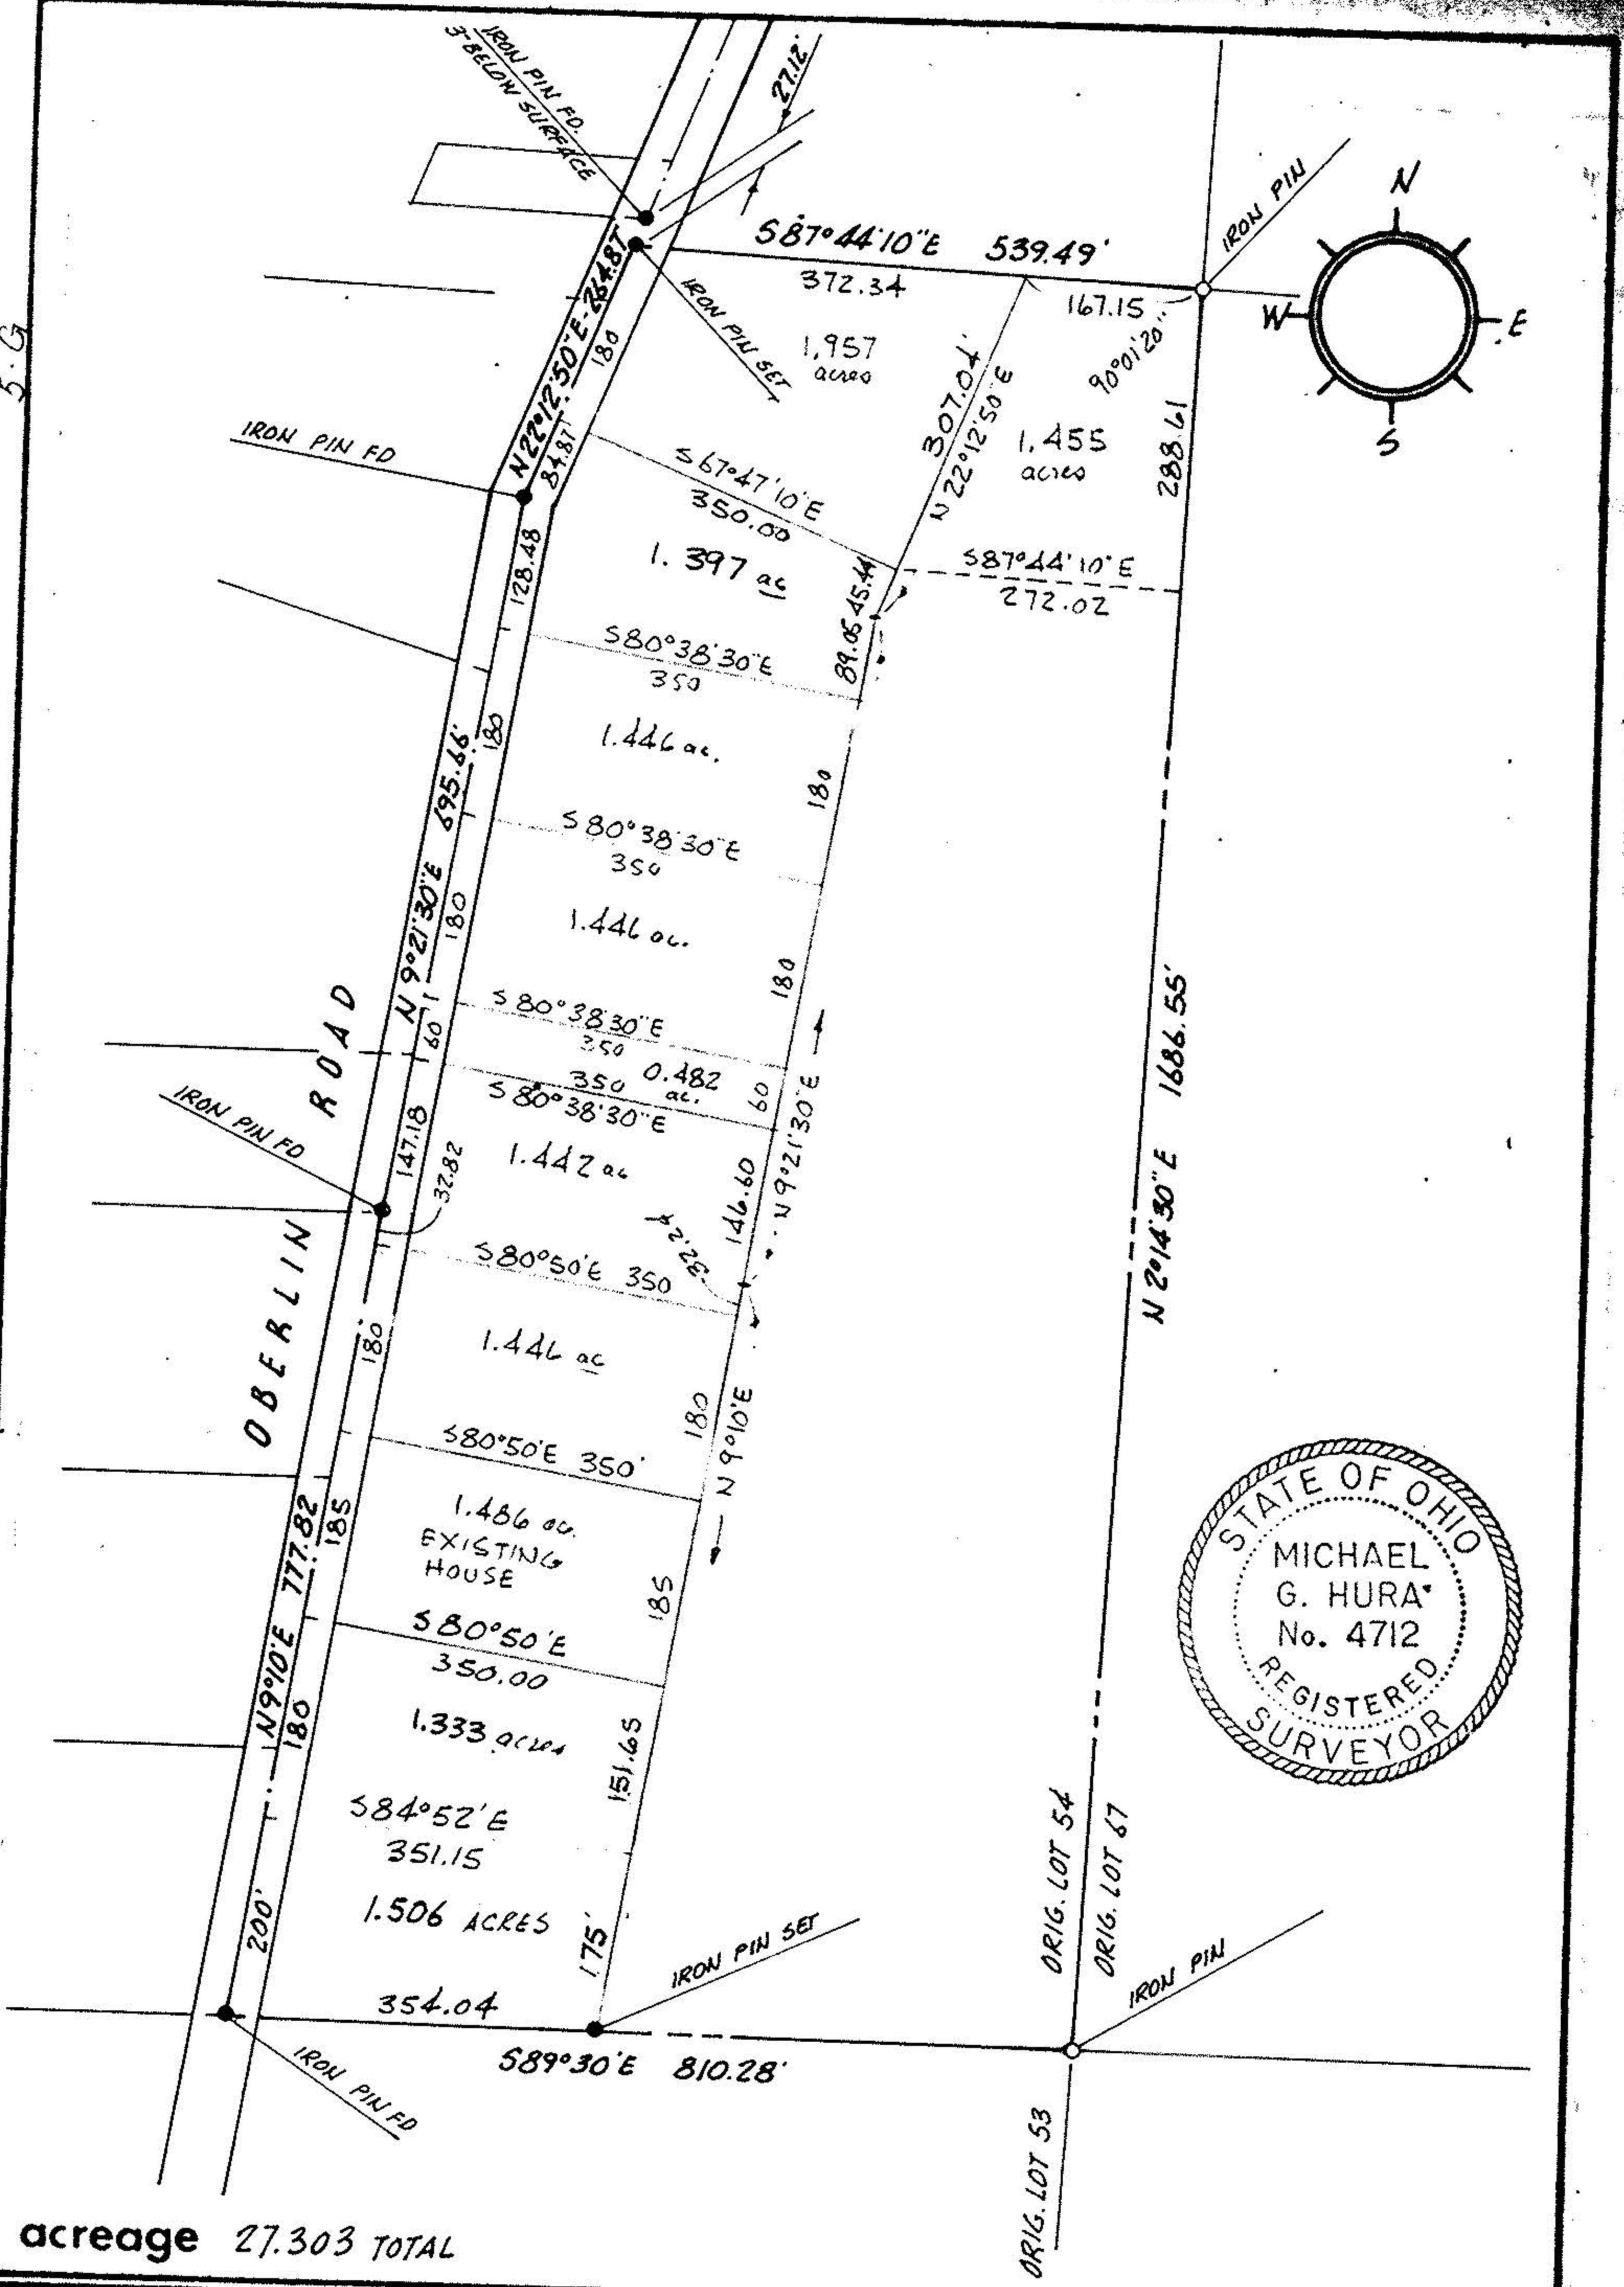 IRON PIN FD.
3" BELOW SURFACE
27.12'
IRON PIN
N
W
E
S
S87°44'10"E 539.49'
372.34
167.15
90°01'20"
N22°12'50"E-264.87
180
84.87
IRON PIN SET
1.957
acres
307.04'
N 22°12'50"E
1.455
acres
288.61
IRON PIN FD
S67°47'10"E
350.00
1.397 ac
S87°44'10"E
272.02
128.48
45.44
89.05
S80°38'30"E
350
1.446 ac.
180
180
N 9°21'30"E 695.66'
S80°38'30"E
350
1.446 ac.
180
180
S80°38'30"E
350
60
0.482
ac.
60
350
S80°38'30"E
N 9°21'30"E
N 2°14'30"E 1686.55'
OBERLIN ROAD
IRON PIN FD
147.18
32.82
1.442 ac
146.60
32.24
S80°50'E 350
1.446 ac
180
180
N 9°10'E
S80°50'E 350'
1.486 ac.
EXISTING
HOUSE
185
185
N9°10'E 777.82
S80°50'E
350.00
1.333 acres
180
151.65
S84°52'E
351.15
1.506 ACRES
200'
175'
IRON PIN SET
354.04
S89°30'E 810.28'
IRON PIN FD
ORIG. LOT 54
ORIG. LOT 67
IRON PIN
ORIG. LOT 53
STATE OF OHIO
MICHAEL
G. HURA
No. 4712
REGISTERED
SURVEYOR
acreage 27.303 TOTAL